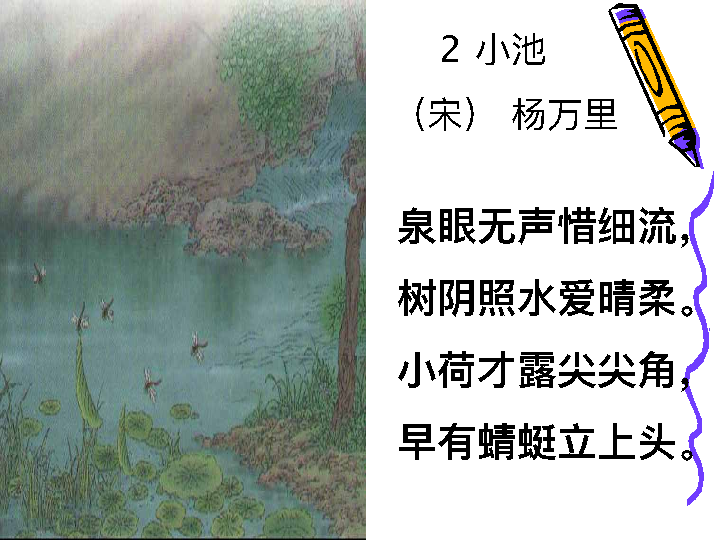 2 小池
（宋） 杨万里
泉眼无声惜细流，
树阴照水爱晴柔。
小荷才露尖尖角，
早有蜻蜓立上头。